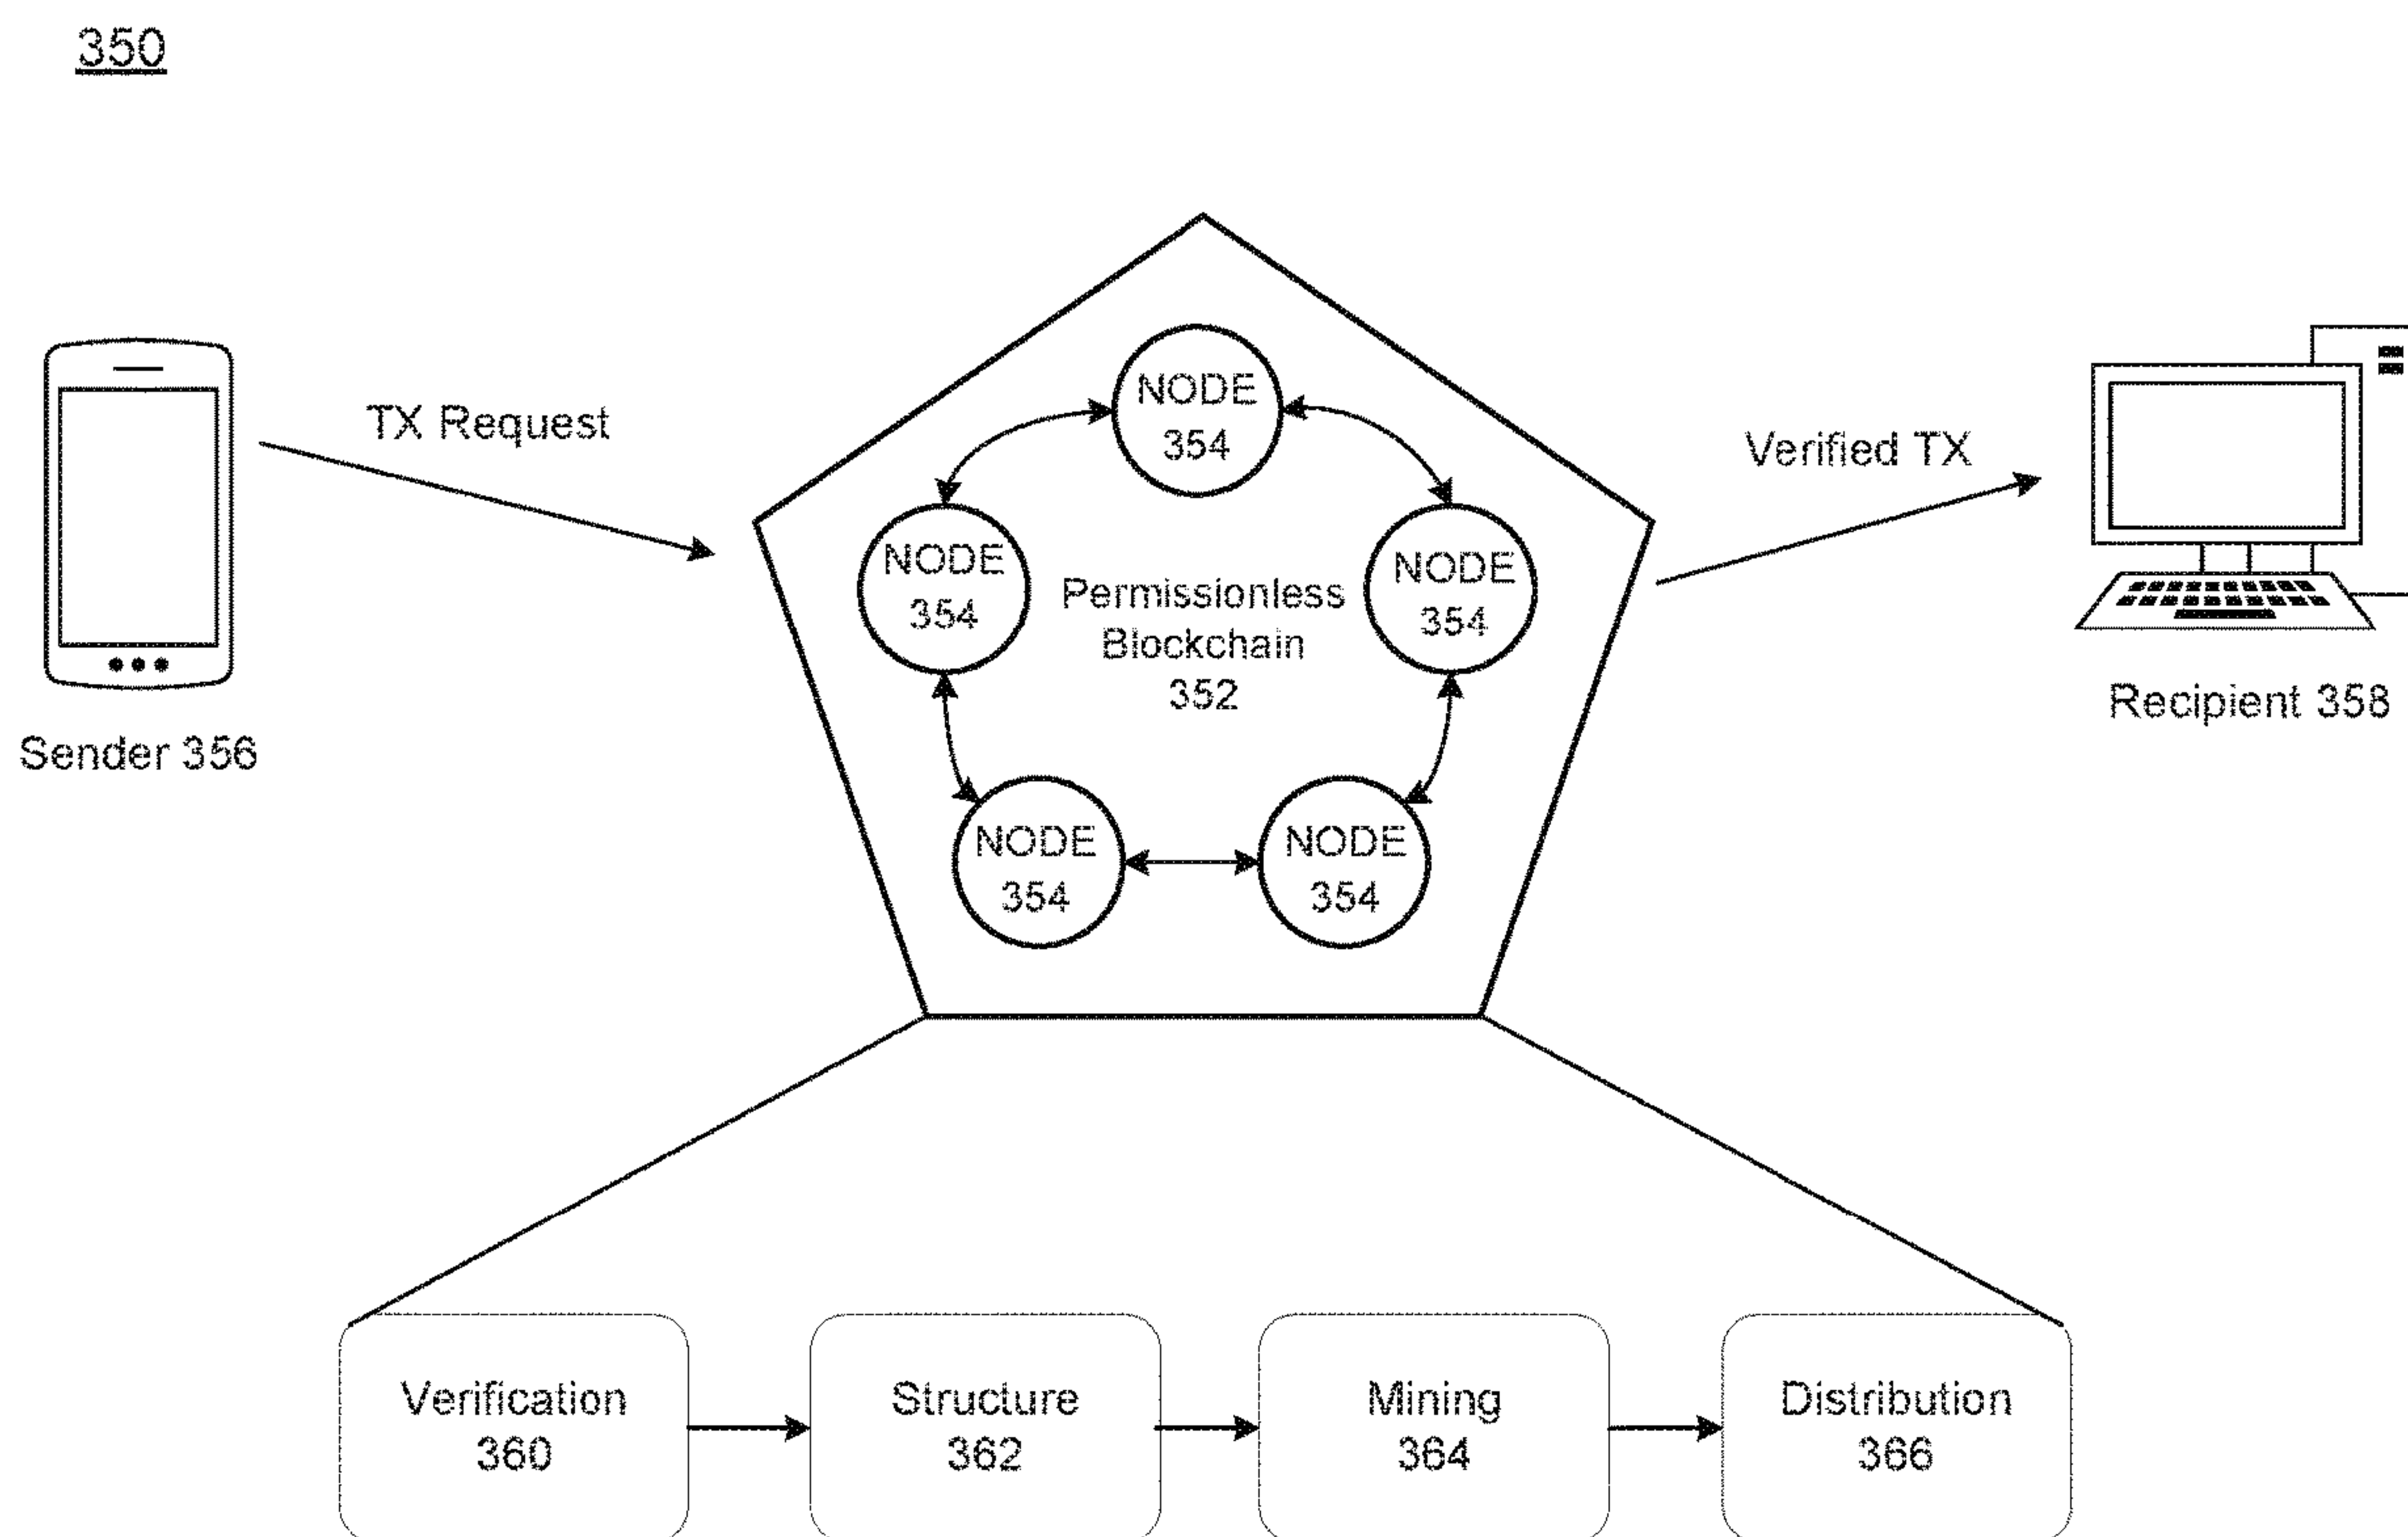 350
TX Request
Sender 356
NODE
354
NODE
354
NODE
354
Permissionless
Blockchain
352
NODE
354
NODE
354
Verified TX
Recipient 358
Verification
360
Structure
362
Mining
364
Distribution
366